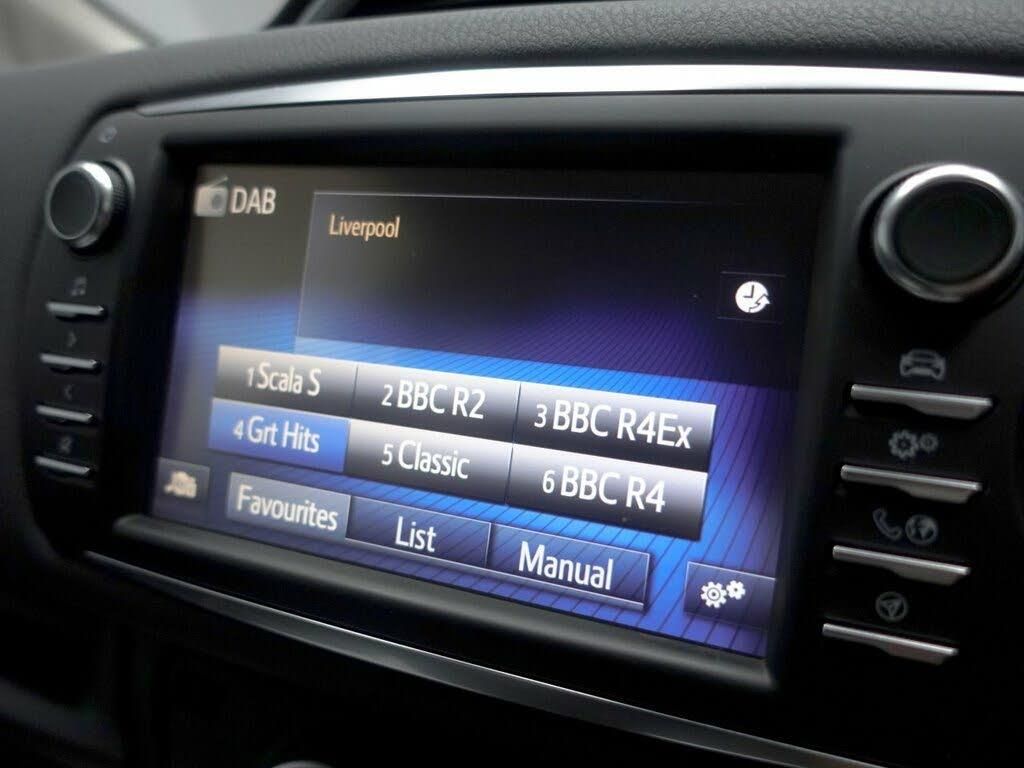 DAB
Liverpool
1 Scala S 2 BBC R2 3 BBC R4Ex
4 Grt Hits 5 Classic 6 BBC R4
Favourites List Manual